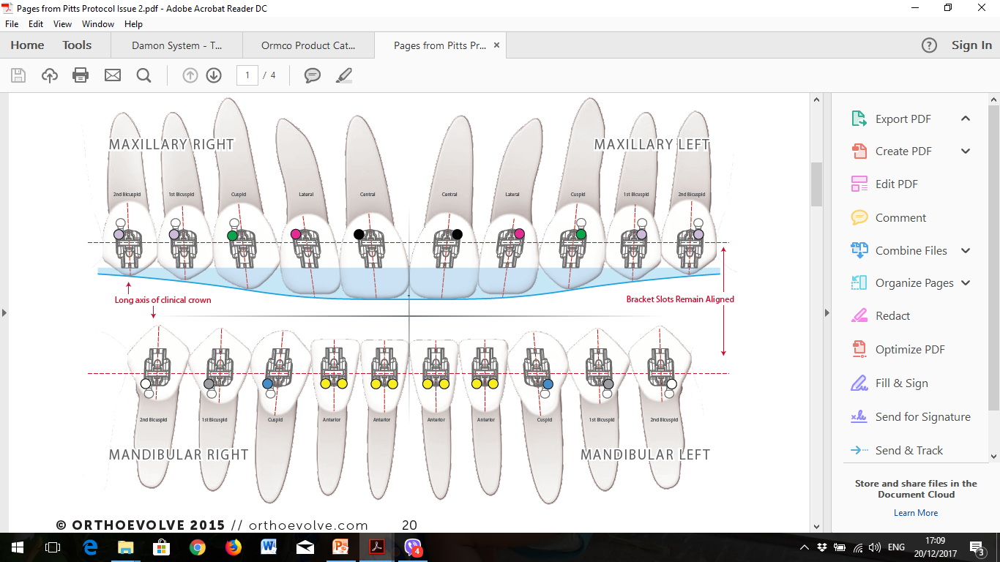 Pages from Pitts Protocol Issue 2.pdf - Adobe Acrobat Reader DC
File Edit View Window Help
Home Tools Damon System - T... Ormco Product Cat... Pages from Pitts Pr... × Sign In
1 / 4
MAXILLARY RIGHT MAXILLARY LEFT
2nd Bicuspid 1st Bicuspid Cuspid Lateral Central Central Lateral Cuspid 1st Bicuspid 2nd Bicuspid
Long axis of clinical crown Bracket Slots Remain Aligned
2nd Bicuspid 1st Bicuspid Cuspid Anterior Anterior Anterior Anterior Cuspid 1st Bicuspid 2nd Bicuspid
MANDIBULAR RIGHT MANDIBULAR LEFT
© ORTHOEVOLVE 2015 // orthoevolve.com 20
Export PDF
Create PDF
Edit PDF
Comment
Combine Files
Organize Pages
Redact
Optimize PDF
Fill & Sign
Send for Signature
Send & Track
Store and share files in the
Document Cloud
Learn More
4
ENG
17:09
20/12/2017
3